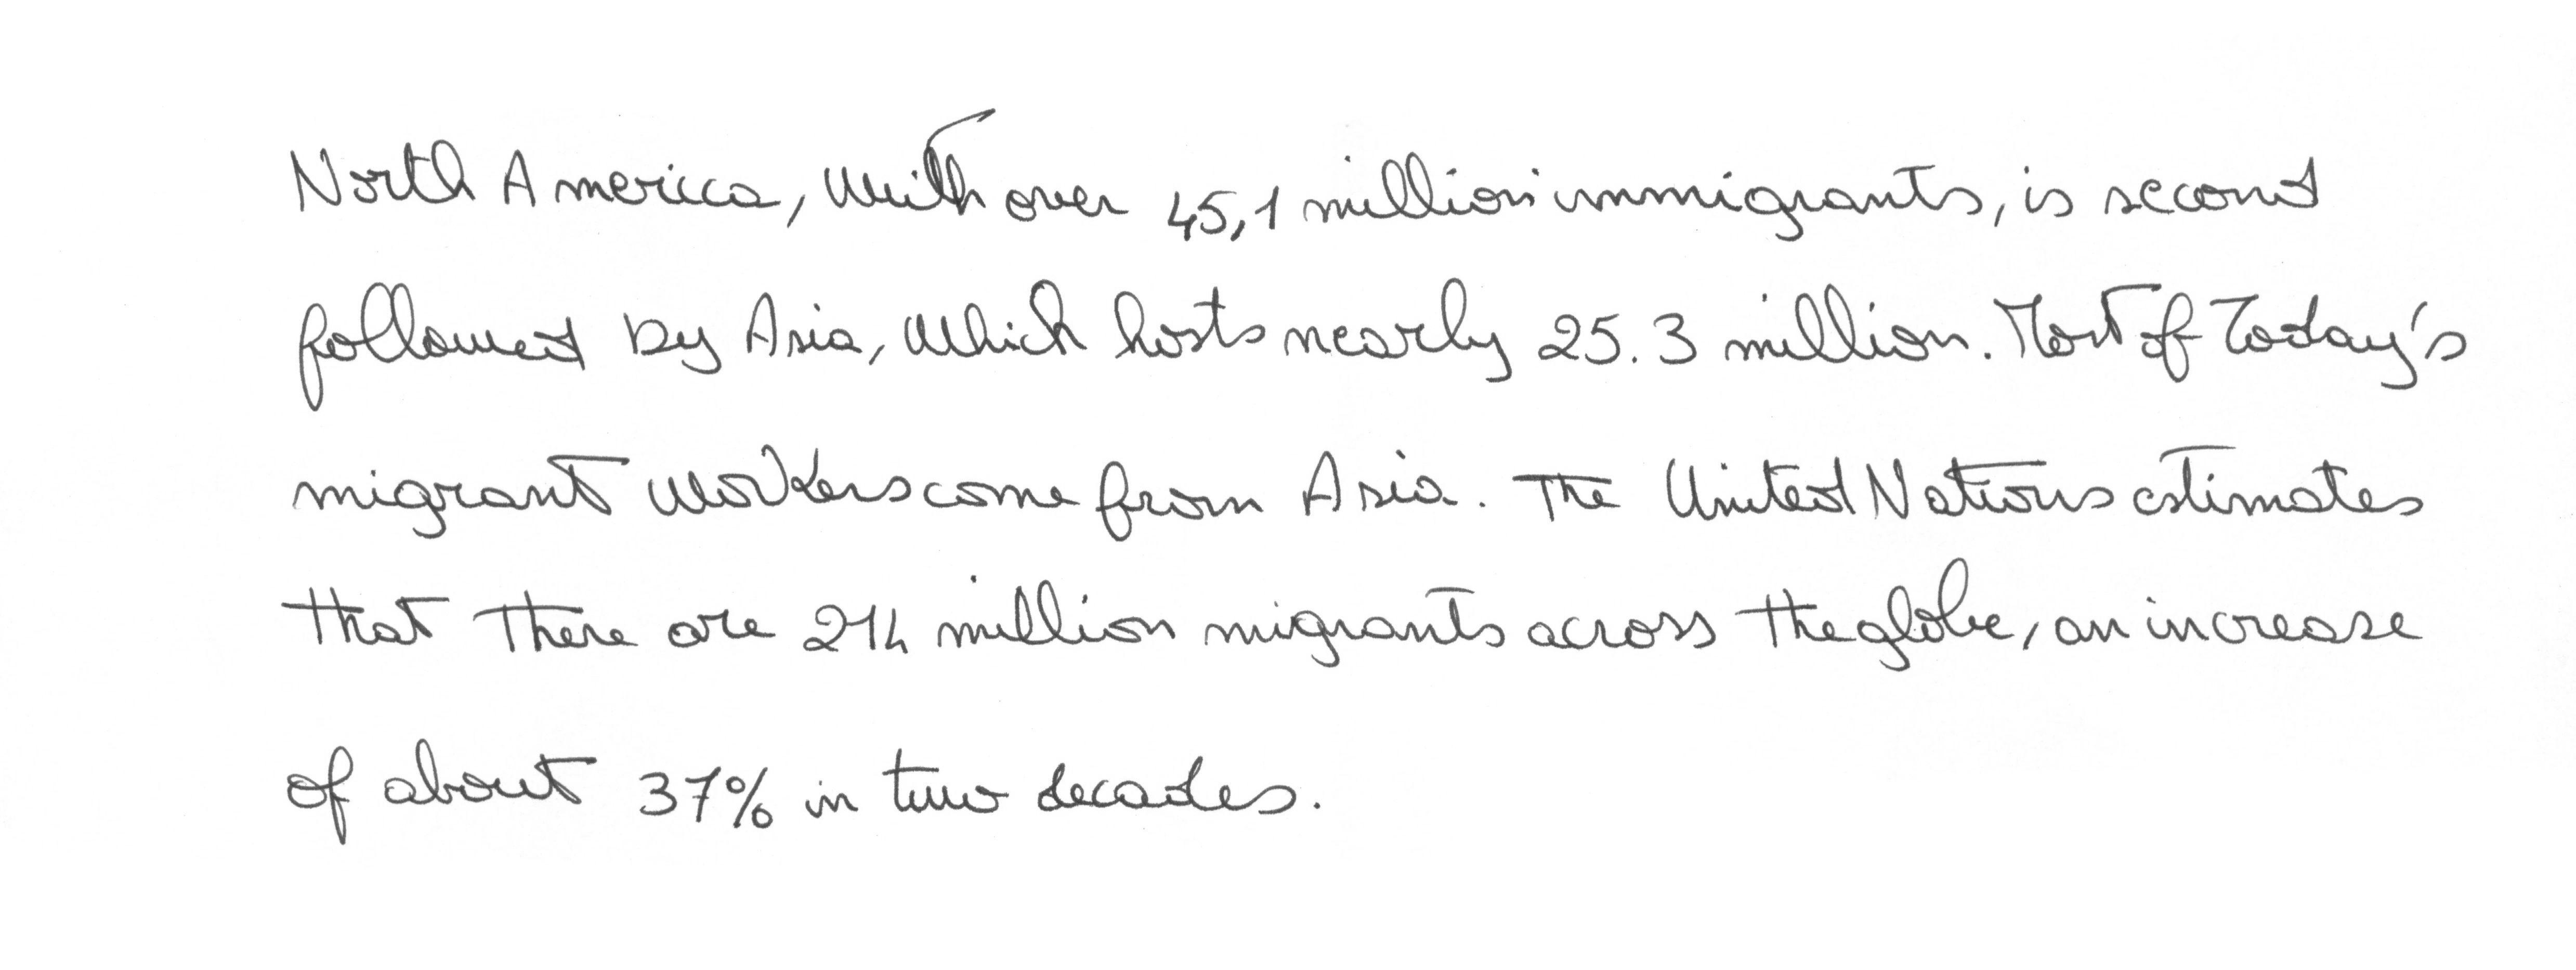 North America, with over 45,1 million immigrants, is second
followed by Asia, which hosts nearly 25.3 million. Most of Today's
migrant workers come from Asia. The United Nations estimates
that there are 214 million migrants across the globe, an increase
of about 37% in two decades.